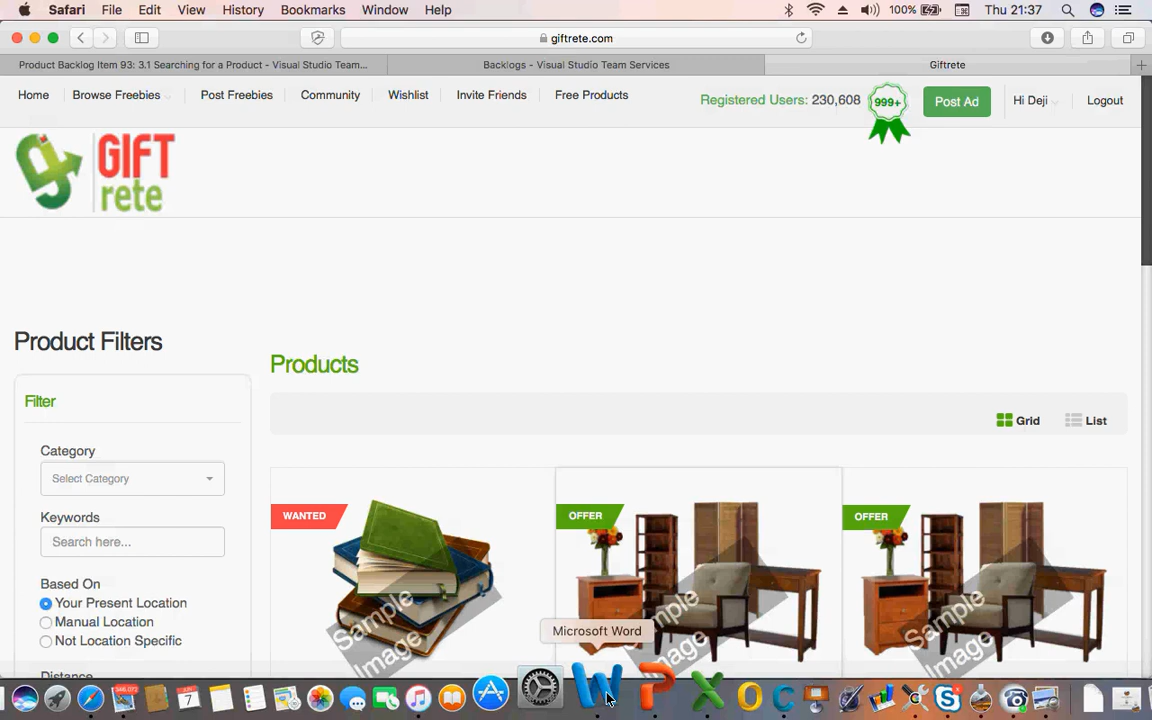 Safari File Edit View History Bookmarks Window Help 100% Thu 21:37
giftrete.com
Product Backlog Item 93: 3.1 Searching for a Product - Visual Studio Team... Backlogs - Visual Studio Team Services Giftrete
Home Browse Freebies Post Freebies Community Wishlist Invite Friends Free Products Registered Users: 230,608 999+ Post Ad Hi Deji Logout
GIFT
rete
Product Filters
Products
Filter
Grid List
Category
Select Category
Keywords
WANTED OFFER OFFER
Search here...
Based On
Your Present Location
Manual Location
Not Location Specific
Sample Image
Sample Image
Sample Image
Microsoft Word
Distance